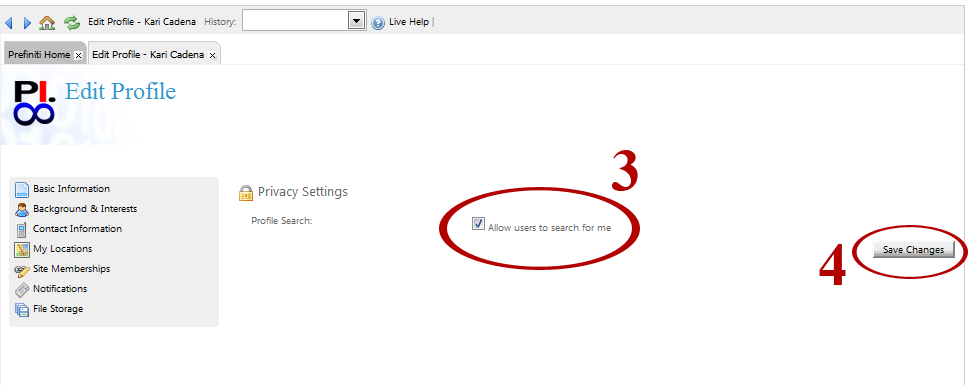 Edit Profile - Kari Cadena History: Live Help |
Prefiniti Home x Edit Profile - Kari Cadena x
PI. Edit Profile
3
Basic Information
Background & Interests
Contact Information
My Locations
Site Memberships
Notifications
File Storage
Privacy Settings
Profile Search: Allow users to search for me
4 Save Changes